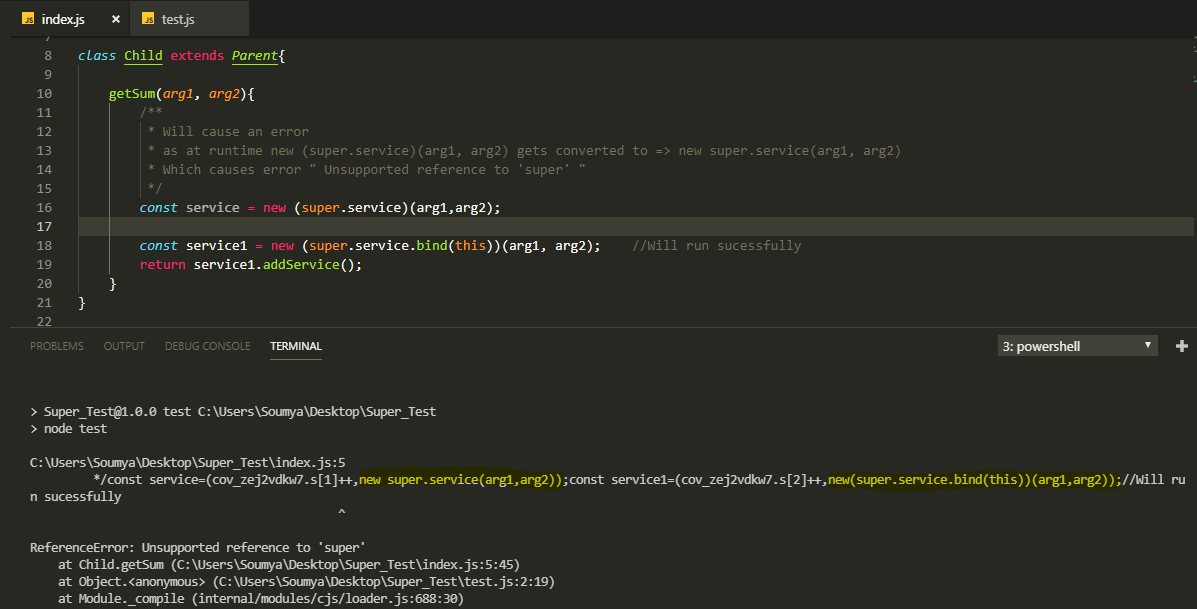 JS index.js × JS test.js
7
8 class Child extends Parent{
9
10 getSum(arg1, arg2){
11 /**
12 * Will cause an error
13 * as at runtime new (super.service)(arg1, arg2) gets converted to => new super.service(arg1, arg2)
14 * Which causes error " Unsupported reference to 'super' "
15 */
16 const service = new (super.service)(arg1,arg2);
17
18 const service1 = new (super.service.bind(this))(arg1, arg2); //Will run sucessfully
19 return service1.addService();
20 }
21 }
22
PROBLEMS OUTPUT DEBUG CONSOLE TERMINAL 3: powershell
> Super_Test@1.0.0 test C:\Users\Soumya\Desktop\Super_Test
> node test
C:\Users\Soumya\Desktop\Super_Test\index.js:5
*/const service=(cov_zej2vdkw7.s[1]++,new super.service(arg1,arg2));const service1=(cov_zej2vdkw7.s[2]++,new(super.service.bind(this))(arg1,arg2));//Will ru
n sucessfully
^
ReferenceError: Unsupported reference to 'super'
at Child.getSum (C:\Users\Soumya\Desktop\Super_Test\index.js:5:45)
at Object.<anonymous> (C:\Users\Soumya\Desktop\Super_Test\test.js:2:19)
at Module._compile (internal/modules/cjs/loader.js:688:30)